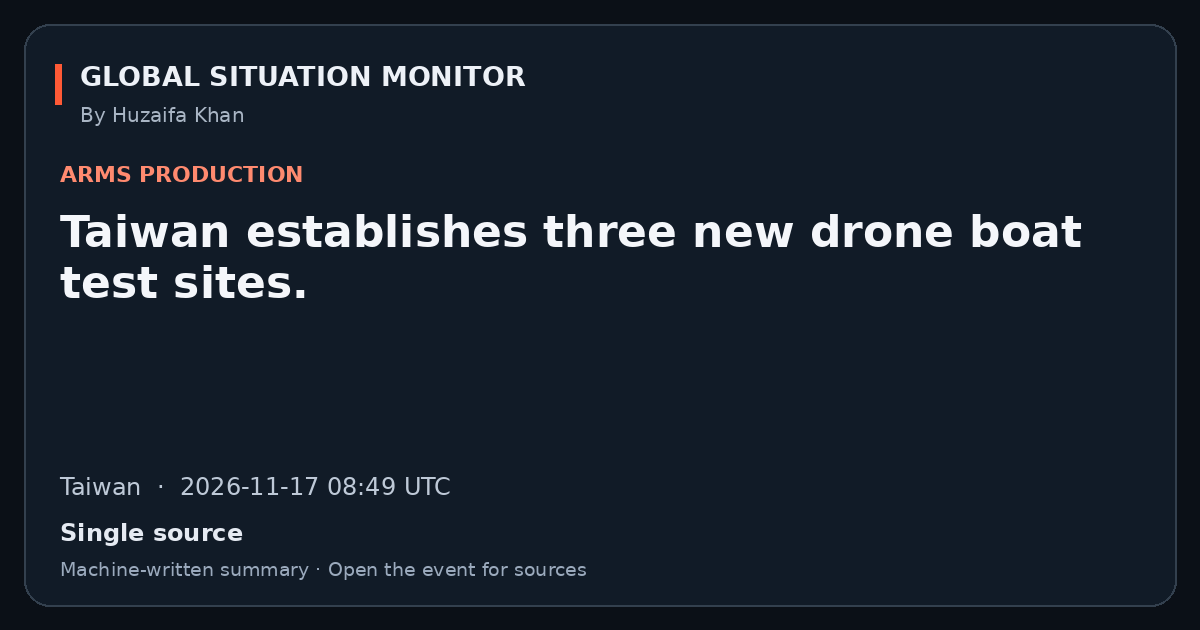 GLOBAL SITUATION MONITOR
By Huzaifa Khan
ARMS PRODUCTION
Taiwan establishes three new drone boat
test sites.
Taiwan · 2026-11-17 08:49 UTC
Single source
Machine-written summary · Open the event for sources